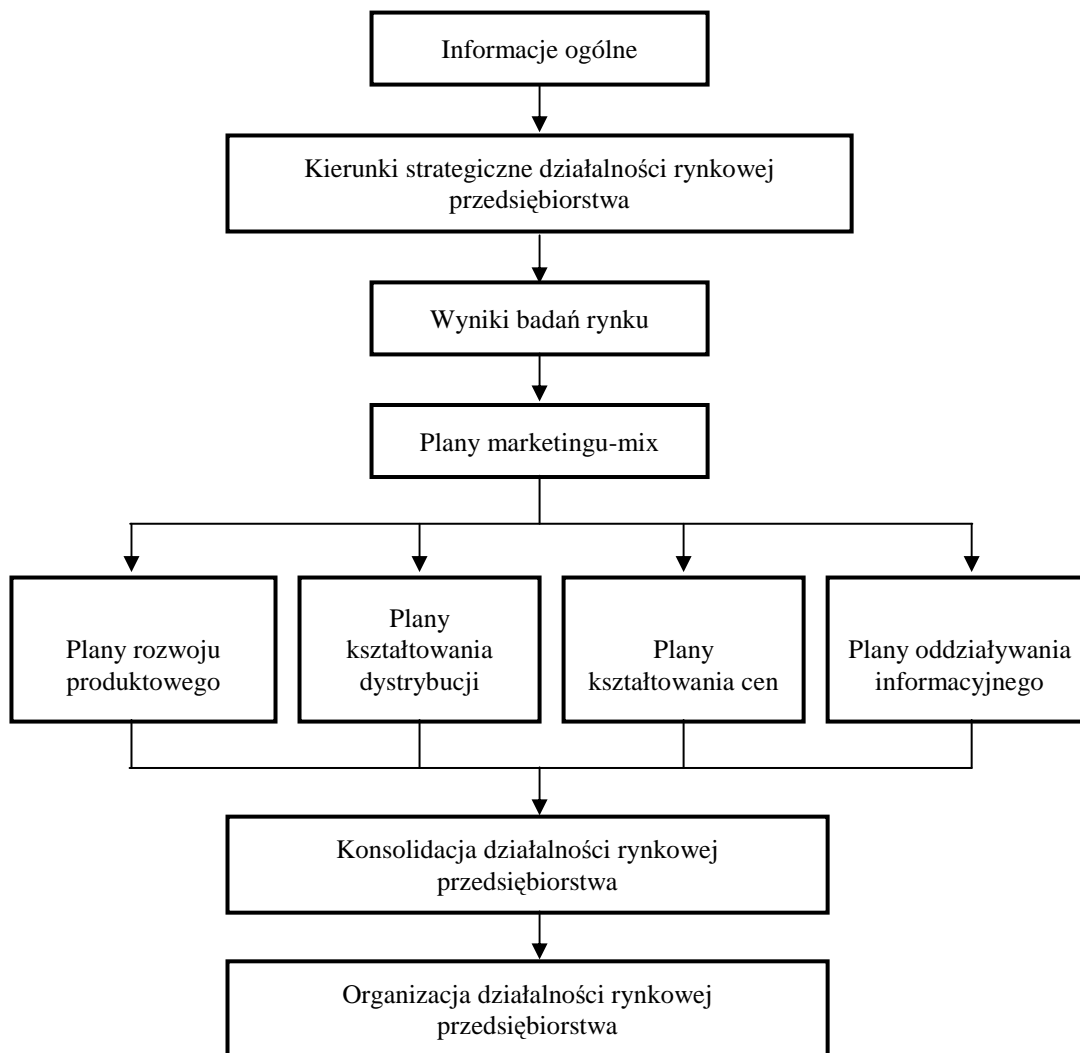 Informacje ogólne
Kierunki strategiczne działalności rynkowej
przedsiębiorstwa
Wyniki badań rynku
Plany marketingu-mix
Plany rozwoju
produktowego
Plany
kształtowania
dystrybucji
Plany
kształtowania cen
Plany oddziaływania
informacyjnego
Konsolidacja działalności rynkowej
przedsiębiorstwa
Organizacja działalności rynkowej
przedsiębiorstwa